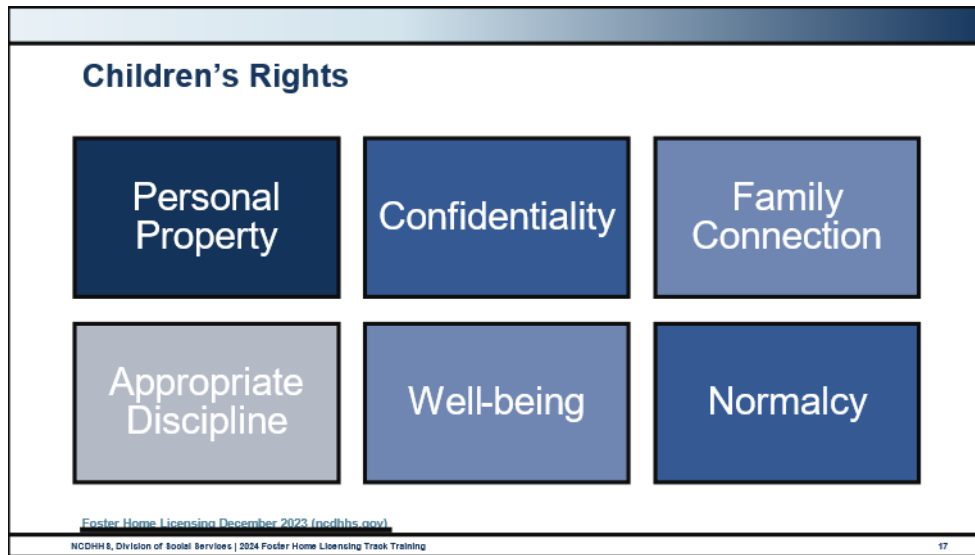 Children's Rights
Personal
Property
Confidentiality
Family
Connection
Appropriate
Discipline
Well-being
Normalcy
Foster Home Licensing December 2023 (ncdhhs.gov)
NCDHHS, Division of Social Services | 2024 Foster Home Licensing Track Training
17